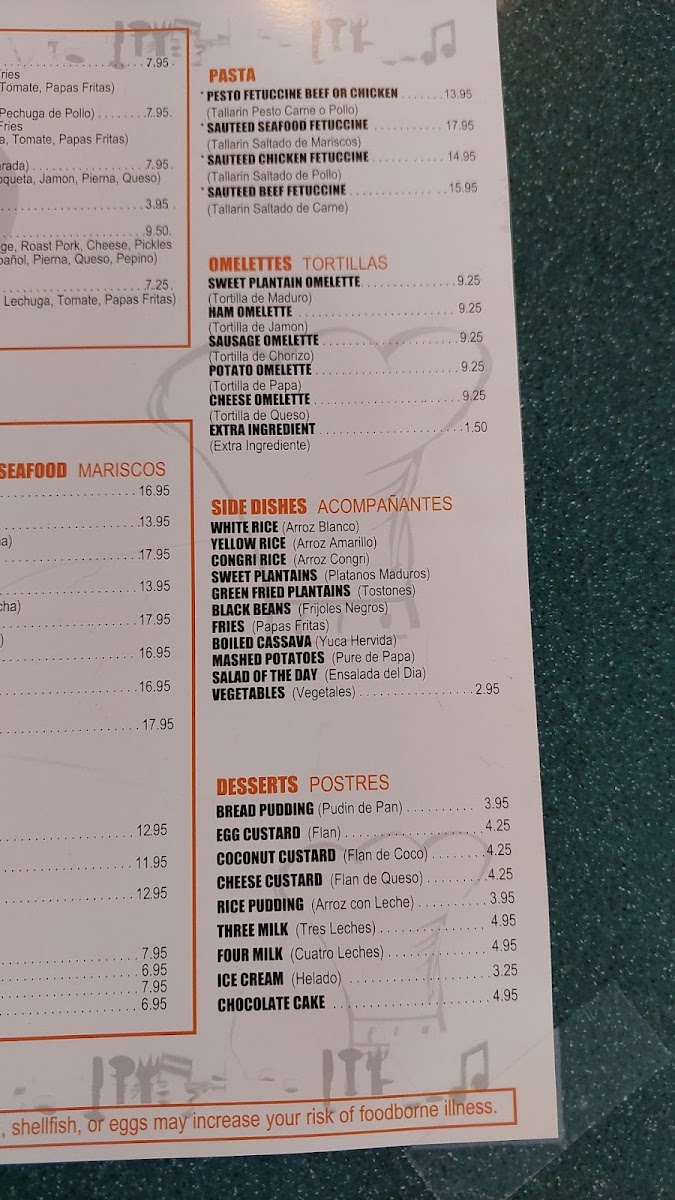 7.95
ries
Tomate, Papas Fritas)
Pechuga de Pollo) ........7.95.
Fries
a, Tomate, Papas Fritas)
rada) ....................7.95
oqueta, Jamon, Pierna, Queso)
3.95
9.50.
ge, Roast Pork, Cheese, Pickles
pañol, Pierna, Queso, Pepino)
7.25
Lechuga, Tomate, Papas Fritas)
SEAFOOD MARISCOS
16.95
13.95
a)
17.95
13.95
cha)
17.95
)
16.95
16.95
17.95
12.95
11.95
12.95
7.95
6.95
7.95
6.95
PASTA
* PESTO FETUCCINE BEEF OR CHICKEN .......13.95
(Tallarin Pesto Carne o Pollo)
* SAUTEED SEAFOOD FETUCCINE ............17.95
(Tallarin Saltado de Mariscos)
* SAUTEED CHICKEN FETUCCINE ............14.95
(Tallarin Saltado de Pollo)
* SAUTEED BEEF FETUCCINE ................15.95
(Tallarin Saltado de Carne)
OMELETTES TORTILLAS
SWEET PLANTAIN OMELETTE..............9.25
(Tortilla de Maduro)
HAM OMELETTE .......................9.25
(Tortilla de Jamon)
SAUSAGE OMELETTE ....................9.25
(Tortilla de Chorizo)
POTATO OMELETTE .....................9.25
(Tortilla de Papa)
CHEESE OMELETTE .....................9.25
(Tortilla de Queso)
EXTRA INGREDIENT .....................1.50
(Extra Ingrediente)
SIDE DISHES ACOMPAÑANTES
WHITE RICE (Arroz Blanco)
YELLOW RICE (Arroz Amarillo)
CONGRI RICE (Arroz Congri)
SWEET PLANTAINS (Platanos Maduros)
GREEN FRIED PLANTAINS (Tostones)
BLACK BEANS (Frijoles Negros)
FRIES (Papas Fritas)
BOILED CASSAVA (Yuca Hervida)
MASHED POTATOES (Pure de Papa)
SALAD OF THE DAY (Ensalada del Dia)
VEGETABLES (Vegetales) .................2.95
DESSERTS POSTRES
BREAD PUDDING (Pudin de Pan) .......... 3.95
EGG CUSTARD (Flan) .....................4.25
COCONUT CUSTARD (Flan de Coco) ........4.25
CHEESE CUSTARD (Flan de Queso) .........4.25
RICE PUDDING (Arroz con Leche) ..........3.95
THREE MILK (Tres Leches) ................4.95
FOUR MILK (Cuatro Leches) ...............4.95
ICE CREAM (Helado) ......................3.25
CHOCOLATE CAKE ........................4.95
, shellfish, or eggs may increase your risk of foodborne illness.